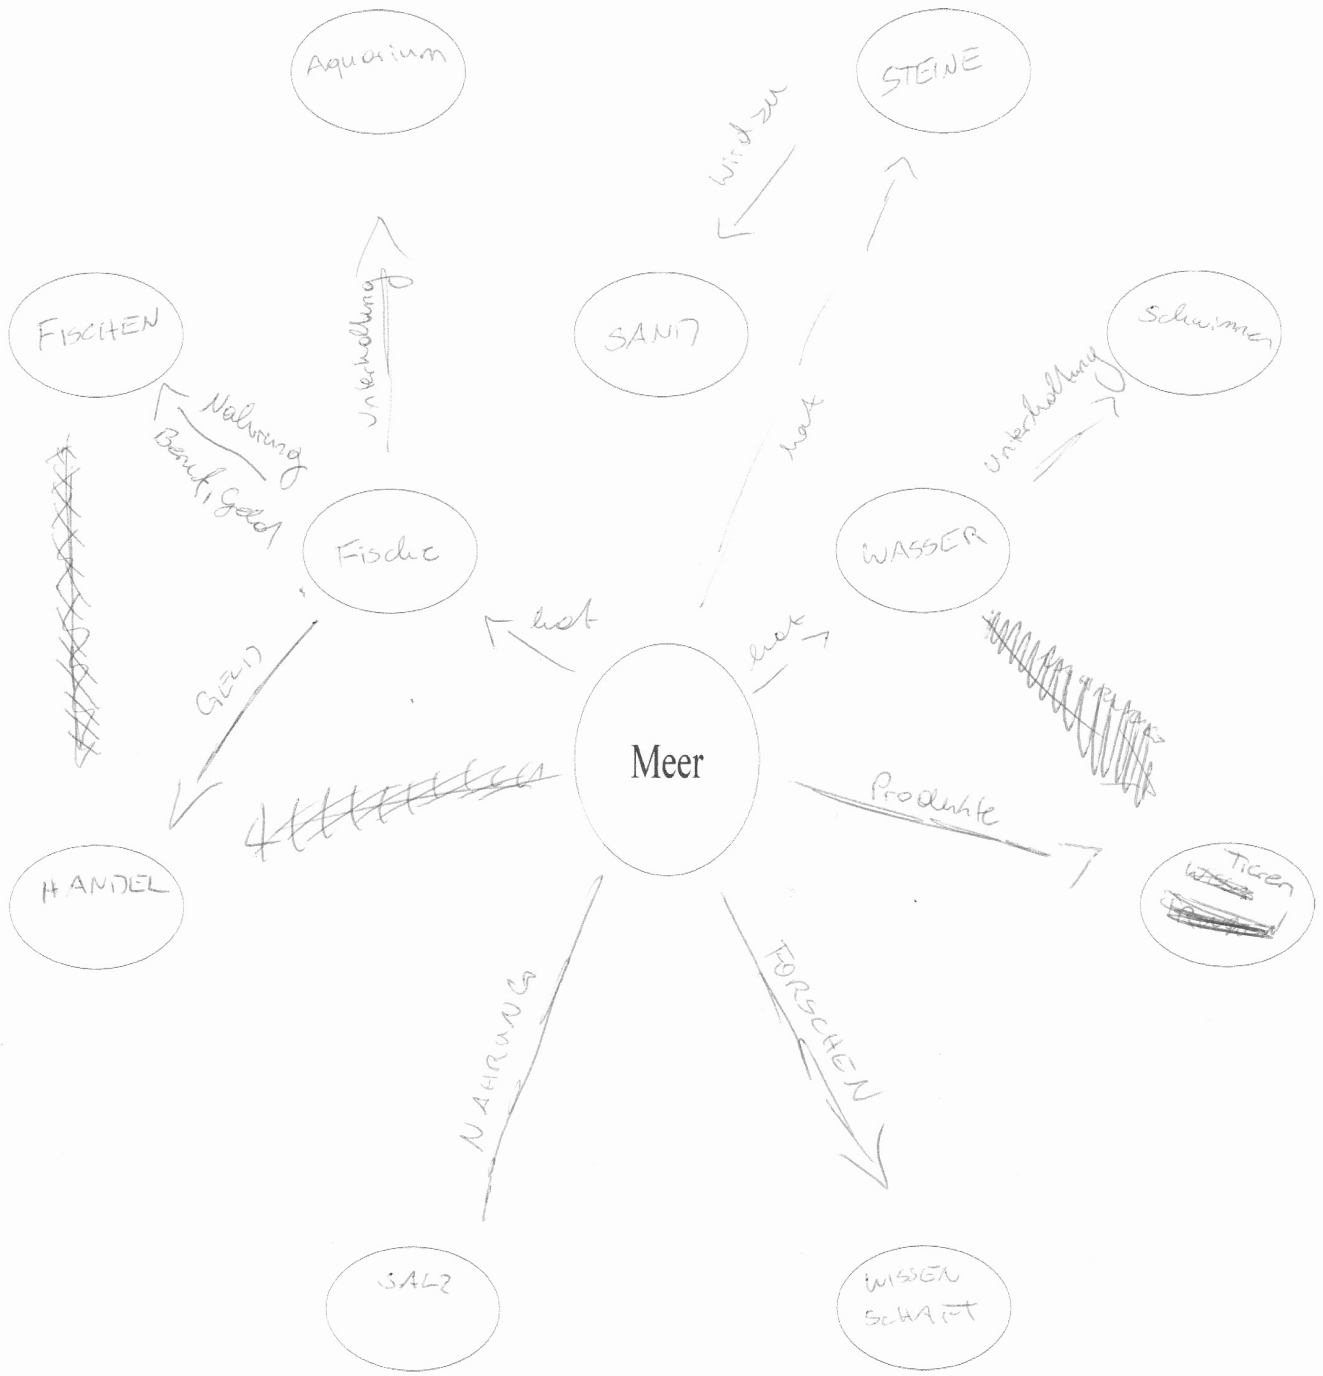 Aquarium
STEINE
wird zu
FISCHEN
Unterhaltung
SAND
Schwimmen
Nahrung
Beruf, Geld
hat
Unterhaltung
Fische
WASSER
hat
hat
GELD
Meer
Produkte
HANDEL
Tieren
NAHRUNG
FORSCHEN
SALZ
WISSEN
SCHAFT